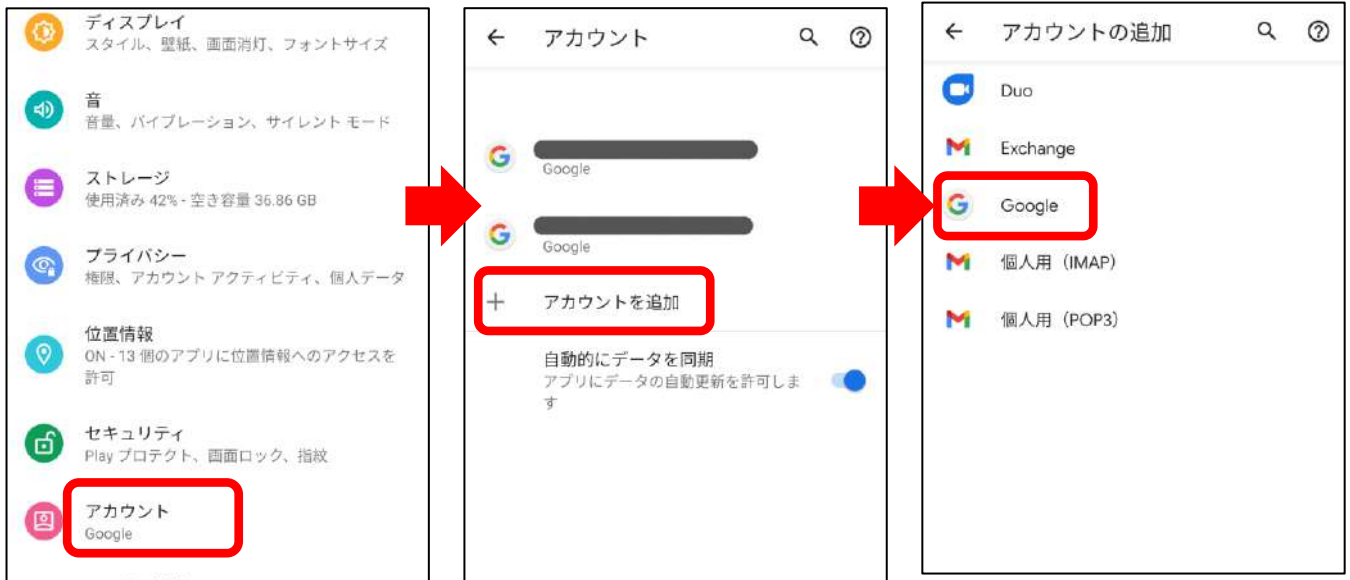 ディスプレイ
スタイル、壁紙、画面消灯、フォントサイズ
音
音量、バイブレーション、サイレント モード
ストレージ
使用済み 42% - 空き容量 36.86 GB
プライバシー
権限、アカウント アクティビティ、個人データ
位置情報
ON - 13 個のアプリに位置情報へのアクセスを
許可
セキュリティ
Play プロテクト、画面ロック、指紋
アカウント
Google
アカウント
Google
Google
アカウントを追加
自動的にデータを同期
アプリにデータの自動更新を許可しま
す
アカウントの追加
Duo
Exchange
Google
個人用（IMAP）
個人用（POP3）